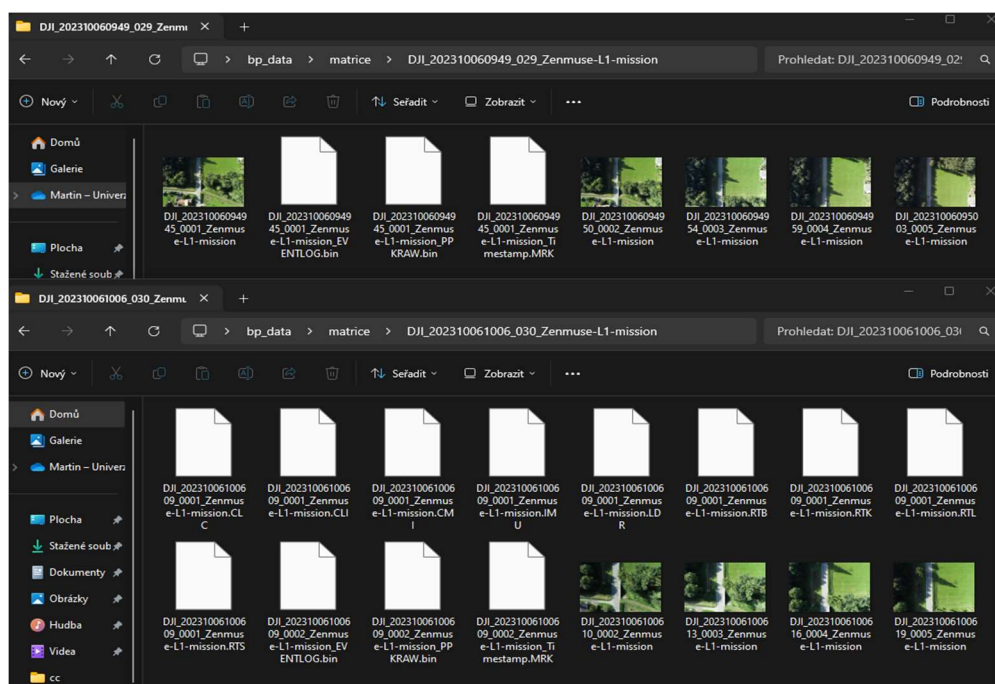 DJI_202310060949_029_Zenmu
bp_data > matrice > DJI_202310060949_029_Zenmuse-L1-mission
Prohledat: DJI_202310060949_02
Nový
Seřadit
Zobrazit
Podrobnosti
Domů
Galerie
Martin – Univerz
Plocha
Stažené soub
DJI_202310060949
45_0001_Zenmus
e-L1-mission
DJI_202310060949
45_0001_Zenmus
e-L1-mission_EV
ENTLOG.bin
DJI_202310060949
45_0001_Zenmus
e-L1-mission_PP
KRAW.bin
DJI_202310060949
45_0001_Zenmus
e-L1-mission_Ti
mestamp.MRK
DJI_202310060949
50_0002_Zenmus
e-L1-mission
DJI_202310060949
54_0003_Zenmus
e-L1-mission
DJI_202310060949
59_0004_Zenmus
e-L1-mission
DJI_202310060950
03_0005_Zenmus
e-L1-mission
DJI_202310061006_030_Zenmu
bp_data > matrice > DJI_202310061006_030_Zenmuse-L1-mission
Prohledat: DJI_202310061006_03
Nový
Seřadit
Zobrazit
Podrobnosti
Domů
Galerie
Martin – Univerz
Plocha
Stažené soub
Dokumenty
Obrázky
Hudba
Videa
cc
DJI_202310061006
09_0001_Zenmus
e-L1-mission.CL
C
DJI_202310061006
09_0001_Zenmus
e-L1-mission.CLI
DJI_202310061006
09_0001_Zenmus
e-L1-mission.CM
I
DJI_202310061006
09_0001_Zenmus
e-L1-mission.IM
U
DJI_202310061006
09_0001_Zenmus
e-L1-mission.LD
R
DJI_202310061006
09_0001_Zenmus
e-L1-mission.RTB
DJI_202310061006
09_0001_Zenmus
e-L1-mission.RTK
DJI_202310061006
09_0001_Zenmus
e-L1-mission.RTL
DJI_202310061006
09_0001_Zenmus
e-L1-mission.RTS
DJI_202310061006
09_0002_Zenmus
e-L1-mission_EV
ENTLOG.bin
DJI_202310061006
09_0002_Zenmus
e-L1-mission_PP
KRAW.bin
DJI_202310061006
09_0002_Zenmus
e-L1-mission_Ti
mestamp.MRK
DJI_202310061006
10_0002_Zenmus
e-L1-mission
DJI_202310061006
13_0003_Zenmus
e-L1-mission
DJI_202310061006
16_0004_Zenmus
e-L1-mission
DJI_202310061006
19_0005_Zenmus
e-L1-mission